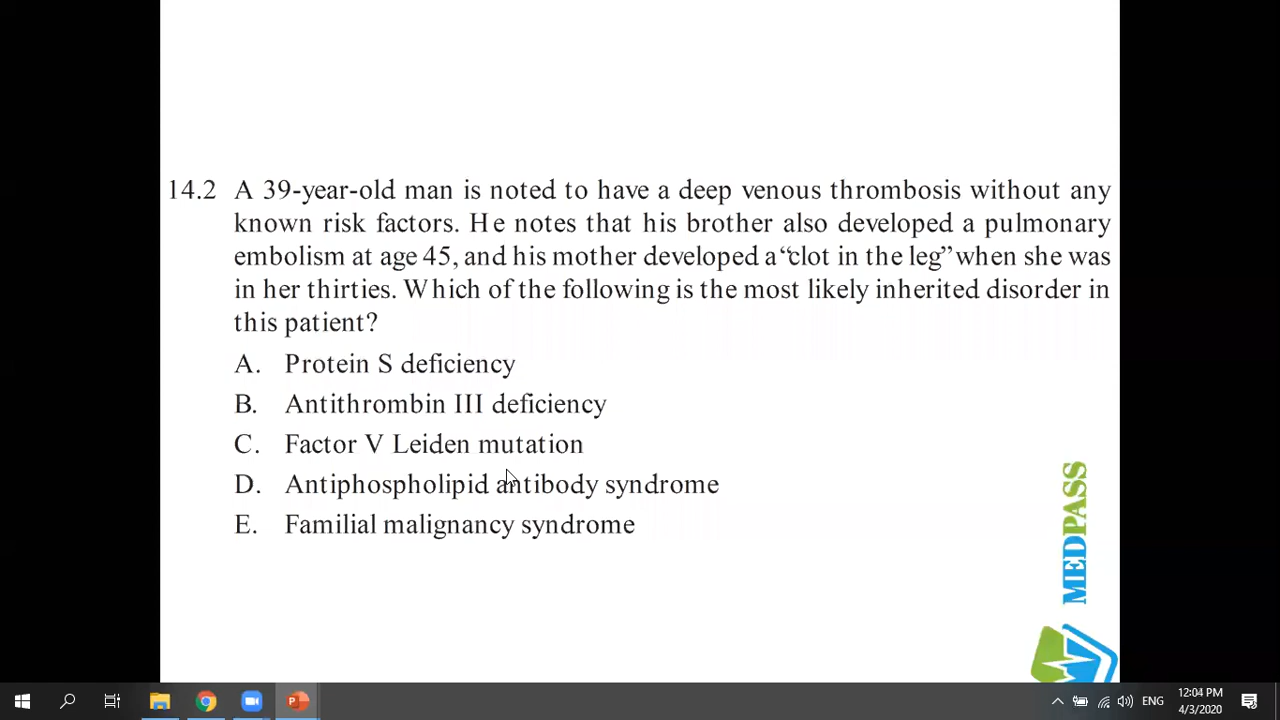 14.2 A 39-year-old man is noted to have a deep venous thrombosis without any
known risk factors. He notes that his brother also developed a pulmonary
embolism at age 45, and his mother developed a “clot in the leg” when she was
in her thirties. Which of the following is the most likely inherited disorder in
this patient?
A. Protein S deficiency
B. Antithrombin III deficiency
C. Factor V Leiden mutation
D. Antiphospholipid antibody syndrome
E. Familial malignancy syndrome
MEDPASS
P
ENG
12:04 PM
4/3/2020